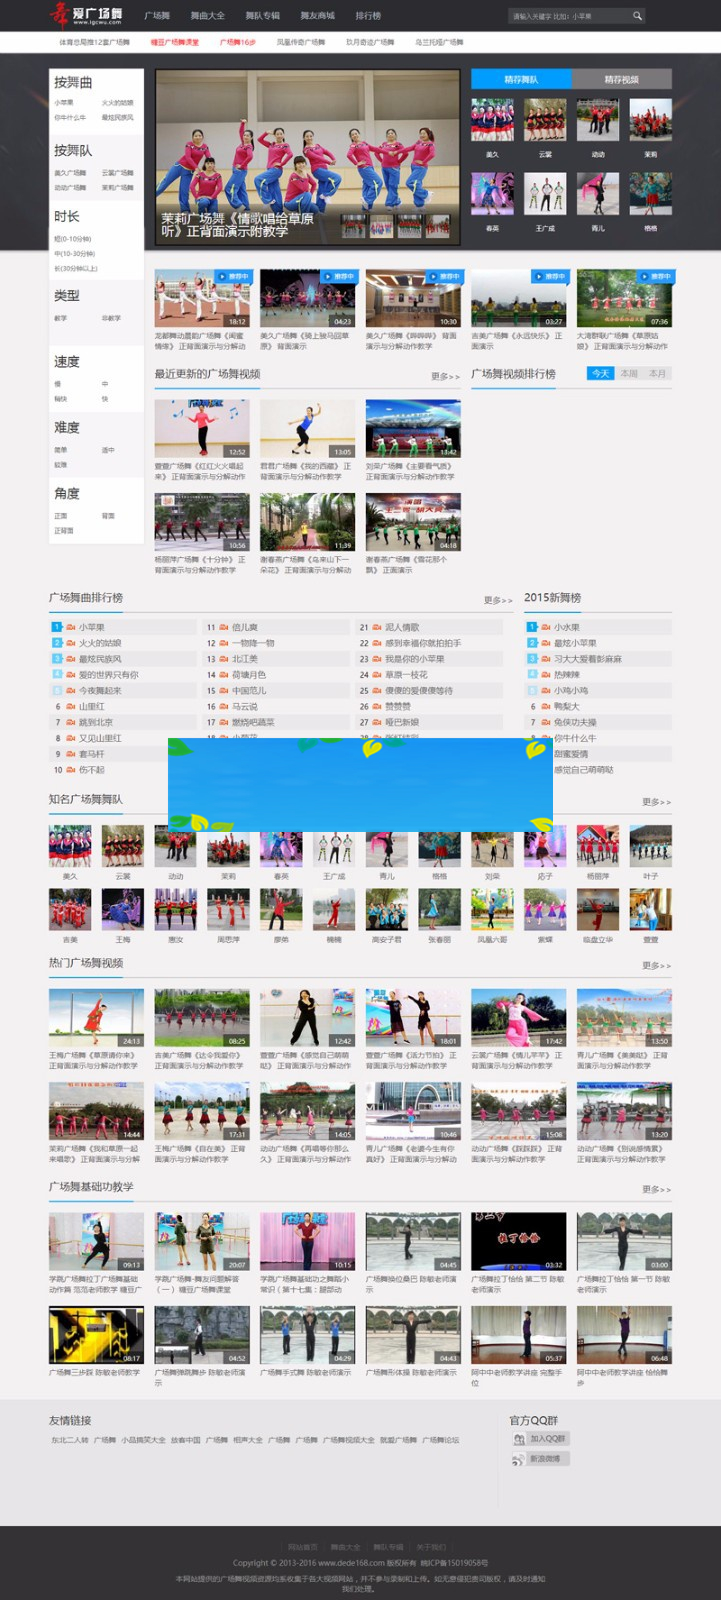 爱广场舞
www.igcwu.com
广场舞 舞曲大全 舞队专辑 舞友商城 排行榜
请输入关键字 比如：小苹果
体育总局推12套广场舞 糖豆广场舞课堂 广场舞16步 凤凰传奇广场舞 玖月奇迹广场舞 乌兰托娅广场舞
按舞曲
小苹果 火火的姑娘
你牛什么牛 最炫民族风
按舞队
美久广场舞 云裳广场舞
动动广场舞 茉莉广场舞
时长
短(0-10分钟)
中(10-30分钟)
长(30分钟以上)
类型
教学 非教学
速度
慢 中
稍快 快
难度
简单 适中
较难
角度
正面 背面
正背面
茉莉广场舞《情歌唱给草原
听》正背面演示附教学
精荐舞队 精荐视频
美久 云裳 动动 茉莉
春英 王广成 青儿 格格
推荐中 推荐中 推荐中 推荐中 推荐中
18:12 04:23 10:30 03:27 07:36
龙都舞动晨韵广场舞《闺蜜
情缘》 正背面演示与分解动
美久广场舞《骑上骏马回草
原》 背面演示
美久广场舞《哗哗哗》 背面
演示与分解动作教学
吉美广场舞《永远快乐》 正
面演示
大湾群联广场舞《草原姑
娘》 正背面演示与分解动作
最近更新的广场舞视频 更多>>
广场舞视频排行榜 今天 本周 本月
12:52 13:05 13:42
萱萱广场舞《红红火火唱起
来》 正背面演示与分解动作
君君广场舞《我的西藏》 正
背面演示与分解动作教学
刘荣广场舞《主要看气质》
正背面演示与分解动作教学
10:56 11:39 04:18
杨丽萍广场舞《十分钟》 正
背面演示与分解动作教学
谢春燕广场舞《乌来山下一
朵花》 正背面演示与分解动
谢春燕广场舞《雪花那个
飘》 正面演示
广场舞曲排行榜 更多>>
2015新舞榜
1 小苹果 11 倍儿爽 21 泥人情歌
2 火火的姑娘 12 一物降一物 22 感到幸福你就拍拍手
3 最炫民族风 13 北江美 23 我是你的小苹果
4 爱的世界只有你 14 荷塘月色 24 草原一枝花
5 今夜舞起来 15 中国范儿 25 傻傻的爱傻傻等待
6 山里红 16 马云说 26 赞赞赞
7 跳到北京 17 燃烧吧蔬菜 27 哑巴新娘
8 又见山里红
9 套马杆
10 伤不起
1 小水果
2 最炫小苹果
3 习大大爱着彭麻麻
4 热辣辣
5 小鸡小鸡
6 鸭梨大
7 兔侠功夫操
8 你牛什么牛
甜蜜爱情
感觉自己萌萌哒
知名广场舞舞队 更多>>
美久 云裳 动动 茉莉 春英 王广成 青儿 格格 刘荣 応子 杨丽萍 叶子
吉美 王梅 惠汝 周思萍 廖弟 楠楠 高安子君 张春丽 凤凰六哥 紫蝶 临盘立华 萱萱
热门广场舞视频 更多>>
24:13 08:25 12:42 18:01 17:42 13:50
王梅广场舞《草原请你来》
正背面演示与分解动作教学
吉美广场舞《达令我爱你》
正背面演示与分解动作教学
萱萱广场舞《感觉自己萌萌
哒》 正背面演示与分解动作
萱萱广场舞《活力节拍》 正
背面演示与分解动作教学
云裳广场舞《情儿芊芊》 正
背面演示与分解动作教学
青儿广场舞《美美哒》 正背
面演示与分解动作教学
14:44 17:31 14:05 10:46 15:08 13:20
茉莉广场舞《我和草原一起
来唱歌》 正背面演示与分解
王梅广场舞《自在美》 正背
面演示与分解动作教学
动动广场舞《再唱等你那么
久》 正背面演示与分解动作
青儿广场舞《老婆今生有你
真好》 正背面演示与分解动
动动广场舞《踩踩踩》 正
背面演示与分解动作教学
动动广场舞《别说感情累》
正背面演示与分解动作教学
广场舞基础功教学 更多>>
09:13 20:07 10:15 04:45 03:32 03:00
学跳广场舞拉丁广场舞基础
动作篇 范范老师教学 糖豆广
学跳广场舞-舞友问题解答
（一） 糖豆广场舞课堂
学跳广场舞基础功之舞蹈小
常识（第十七集：腿部动
广场舞换位桑巴 陈敏老师演
示
广场舞拉丁恰恰 第二节 陈敏
老师演示
广场舞拉丁恰恰 第一节 陈敏
老师演示
08:17 04:52 04:29 04:43 05:37 06:48
广场舞三步踩 陈敏老师教学
广场舞弹跳舞步 陈敏老师演
示
广场舞手式舞 陈敏老师演示
广场舞形体操 陈敏老师演示
阿中中老师教学讲座 完整手
位
阿中中老师教学讲座 恰恰舞
步
友情链接
东北二人转 广场舞 小品搞笑大全 放客中国 广场舞 相声大全 广场舞 广场舞 广场舞视频大全 就爱广场舞 广场舞论坛
官方QQ群
加入QQ群
新浪微博
网站首页 舞曲大全 舞队专辑 关于我们
Copyright © 2013-2016 www.dede168.com 版权所有 皖ICP备15019058号
本网站提供的广场舞视频资源均系收集于各大视频网站，并不参与录制和上传。如无意侵犯贵司版权，请及时通知
我们处理。